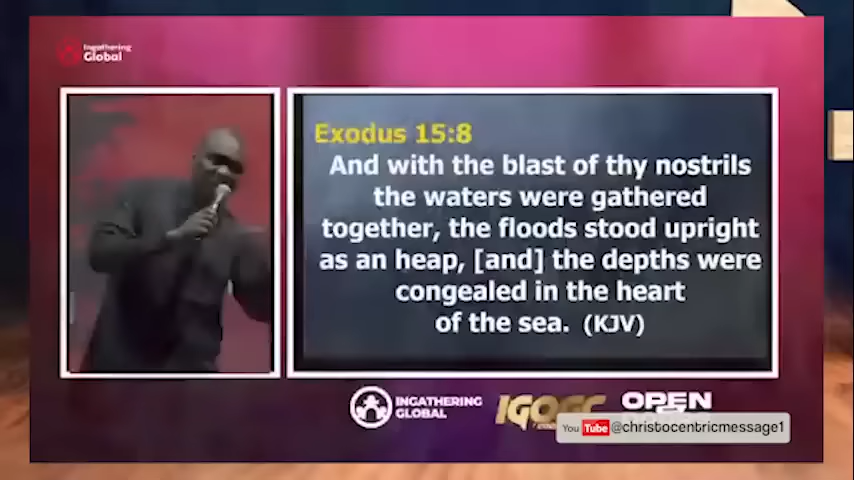 Ingathering
Global
Exodus 15:8
And with the blast of thy nostrils
the waters were gathered
together, the floods stood upright
as an heap, [and] the depths were
congealed in the heart
of the sea. (KJV)
INGATHERING
GLOBAL
IGOGC
OPEN
You Tube @christocentricmessage1